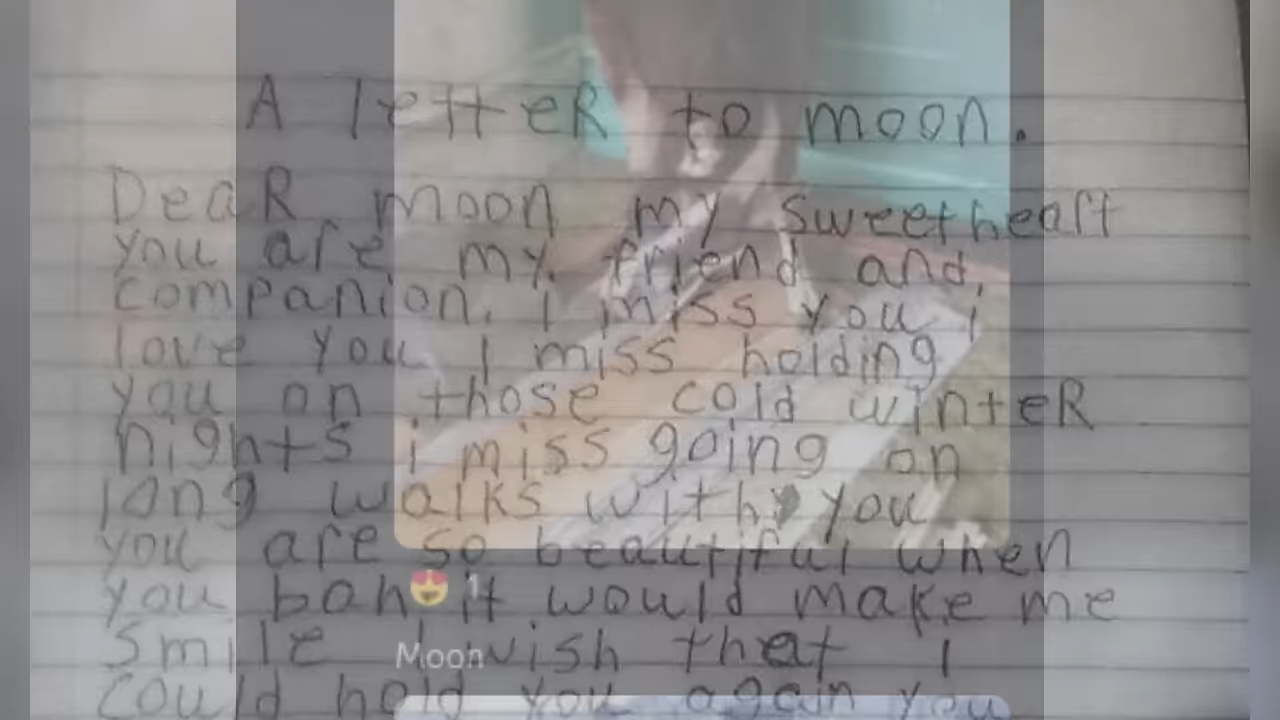 A letteR to moon.
DeaR moon my sweetheart
you are my friend and,
companion. I miss you i
love you I miss holding
you on those cold winteR
nights i miss going on
long walks with you
you are so beautiful when
you bah it would make me
1
smile I wish that I
Moon
could hold you again you